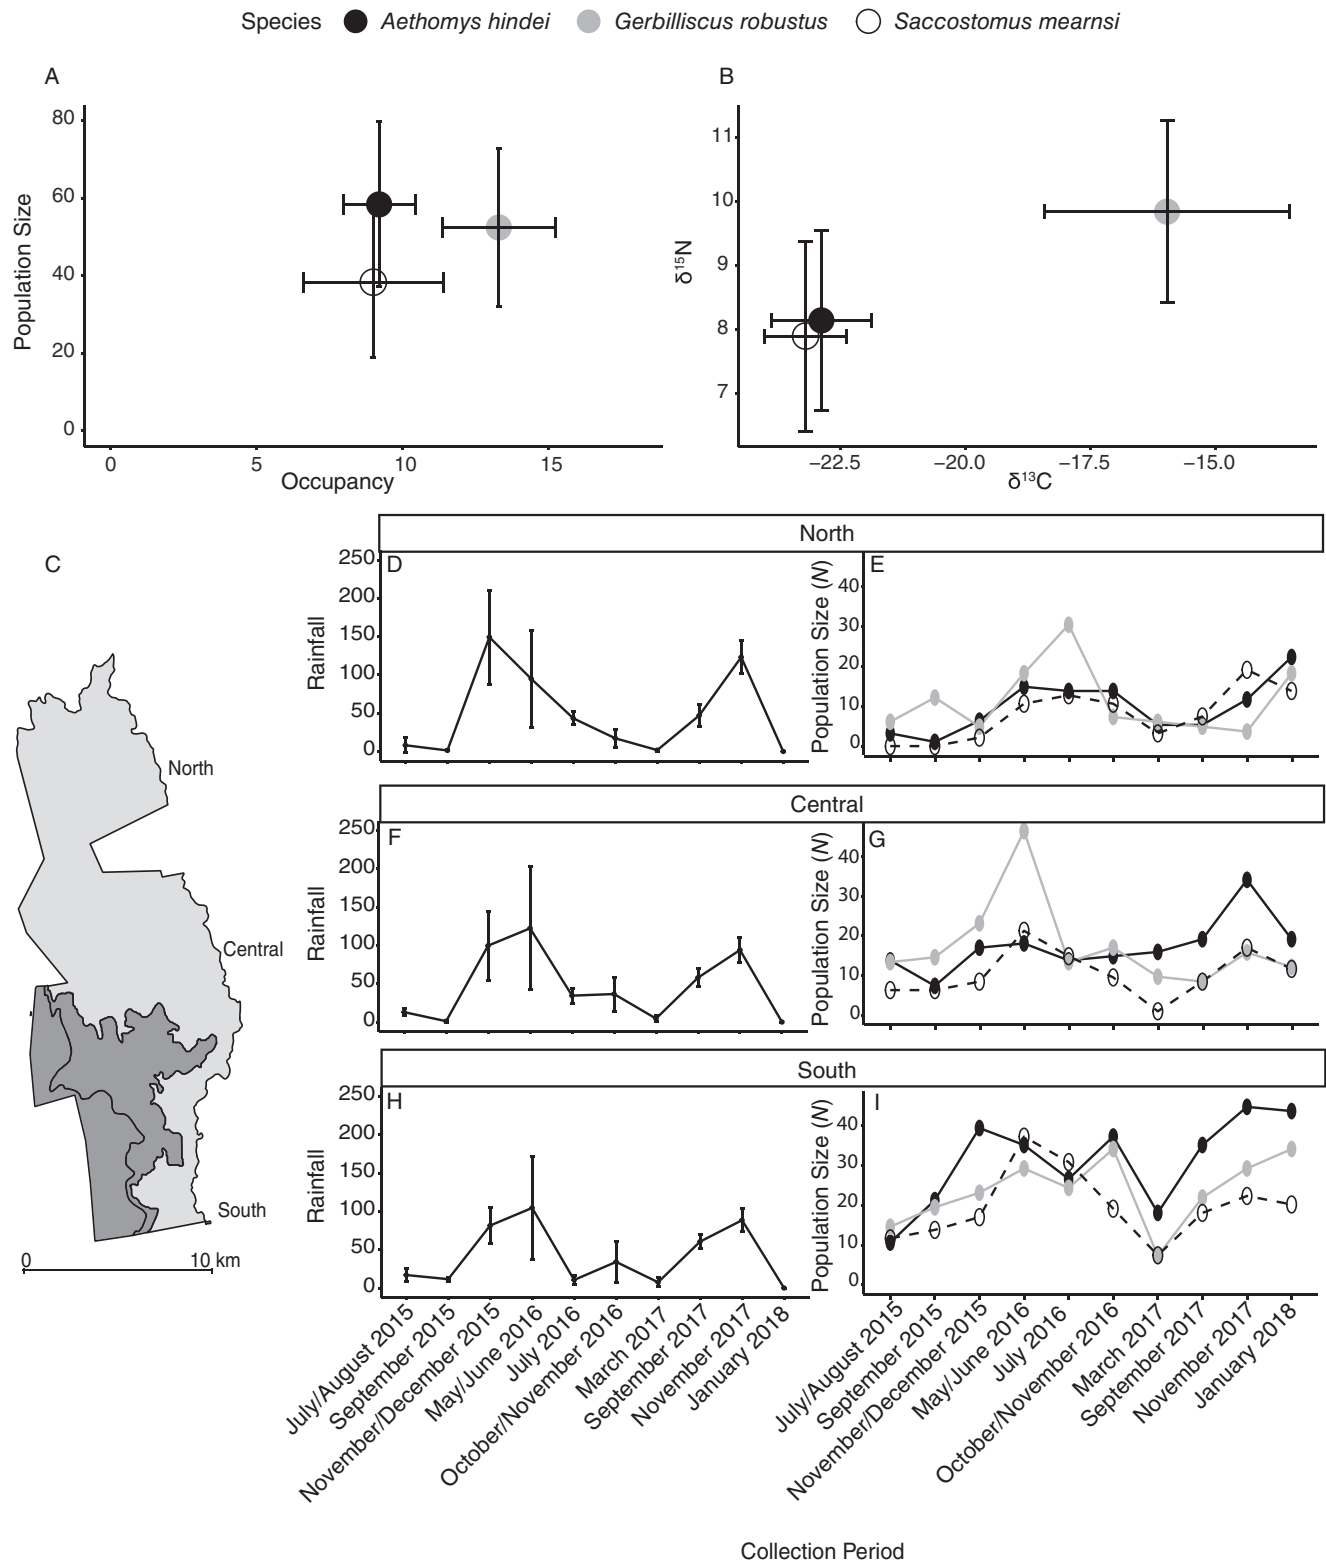 Species Aethomys hindei Gerbilliscus robustus Saccostomus mearnsi
A
Population Size
80
60
40
20
0
0 5 10 15
Occupancy
B
δ15N
11
10
9
8
7
−22.5 −20.0 −17.5 −15.0
δ13C
C
North
Central
South
0 10 km
North
D
Rainfall
250
200
150
100
50
0
E
Population Size (N)
40
30
20
10
0
Central
F
Rainfall
250
200
150
100
50
0
G
Population Size (N)
40
30
20
10
0
South
H
Rainfall
250
200
150
100
50
0
I
Population Size (N)
40
30
20
10
0
July/August 2015
September 2015
November/December 2015
May/June 2016
July 2016
October/November 2016
March 2017
September 2017
November 2017
January 2018
July/August 2015
September 2015
November/December 2015
May/June 2016
July 2016
October/November 2016
March 2017
September 2017
November 2017
January 2018
Collection Period